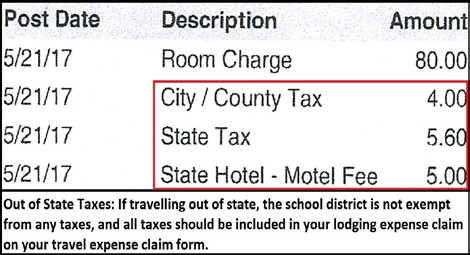 Post Date Description Amount
5/21/17 Room Charge 80.00
5/21/17 City / County Tax 4.00
5/21/17 State Tax 5.60
5/21/17 State Hotel - Motel Fee 5.00
Out of State Taxes: If travelling out of state, the school district is not exempt
from any taxes, and all taxes should be included in your lodging expense claim
on your travel expense claim form.